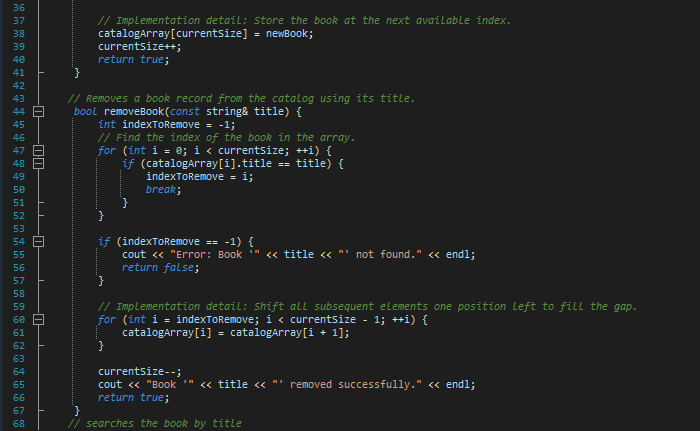 36
37 // Implementation detail: Store the book at the next available index.
38 catalogArray[currentSize] = newBook;
39 currentSize++;
40 return true;
41 }
42
43 // Removes a book record from the catalog using its title.
44 bool removeBook(const string& title) {
45 int indexToRemove = -1;
46 // Find the index of the book in the array.
47 for (int i = 0; i < currentSize; ++i) {
48 if (catalogArray[i].title == title) {
49 indexToRemove = i;
50 break;
51 }
52 }
53
54 if (indexToRemove == -1) {
55 cout << "Error: Book '" << title << "' not found." << endl;
56 return false;
57 }
58
59 // Implementation detail: Shift all subsequent elements one position left to fill the gap.
60 for (int i = indexToRemove; i < currentSize - 1; ++i) {
61 catalogArray[i] = catalogArray[i + 1];
62 }
63
64 currentSize--;
65 cout << "Book '" << title << "' removed successfully." << endl;
66 return true;
67 }
68 // searches the book by title